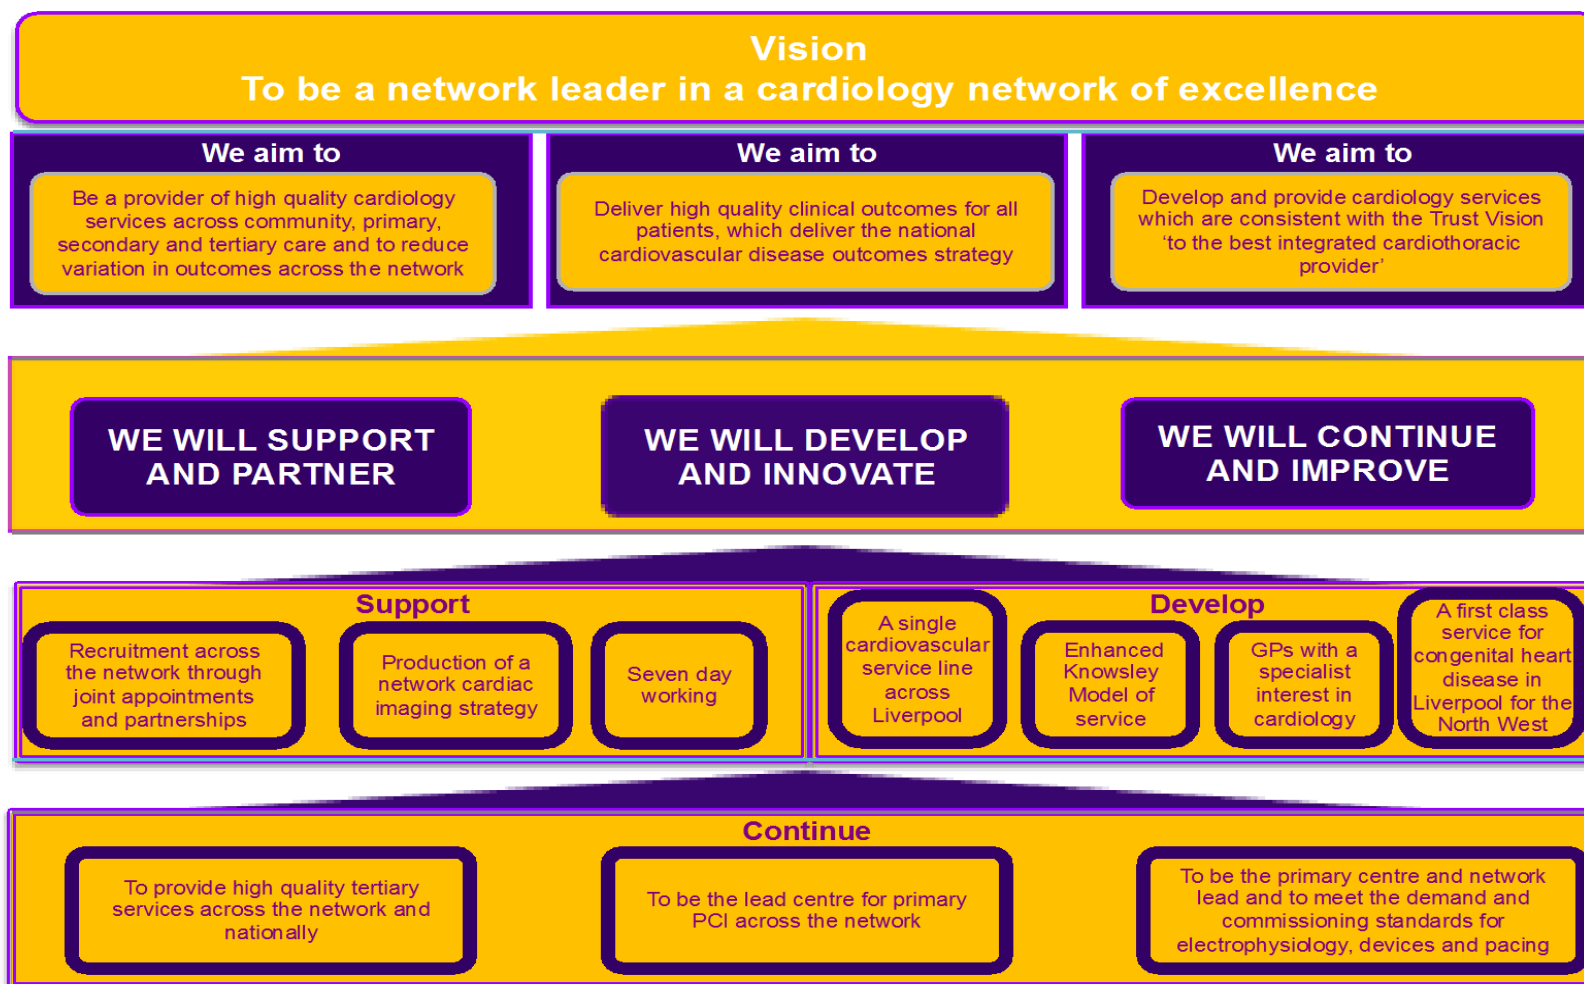 Vision
To be a network leader in a cardiology network of excellence
We aim to
Be a provider of high quality cardiology
services across community, primary,
secondary and tertiary care and to reduce
variation in outcomes across the network
We aim to
Deliver high quality clinical outcomes for all
patients, which deliver the national
cardiovascular disease outcomes strategy
We aim to
Develop and provide cardiology services
which are consistent with the Trust Vision
‘to the best integrated cardiothoracic
provider’
WE WILL SUPPORT
AND PARTNER
WE WILL DEVELOP
AND INNOVATE
WE WILL CONTINUE
AND IMPROVE
Support
Recruitment across
the network through
joint appointments
and partnerships
Production of a
network cardiac
imaging strategy
Seven day
working
Develop
A single
cardiovascular
service line
across
Liverpool
Enhanced
Knowsley
Model of
service
GPs with a
specialist
interest in
cardiology
A first class
service for
congenital heart
disease in
Liverpool for the
North West
Continue
To provide high quality tertiary
services across the network and
nationally
To be the lead centre for primary
PCI across the network
To be the primary centre and network
lead and to meet the demand and
commissioning standards for
electrophysiology, devices and pacing